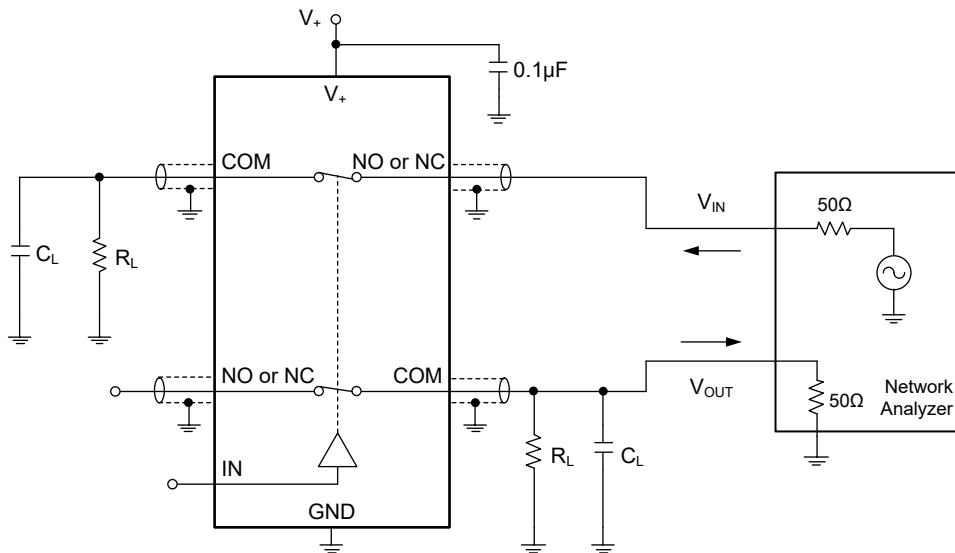 V+
0.1µF
V+
COM
NO or NC
VIN
50Ω
CL
RL
NO or NC
COM
VOUT
50Ω
Network
Analyzer
RL
CL
IN
GND